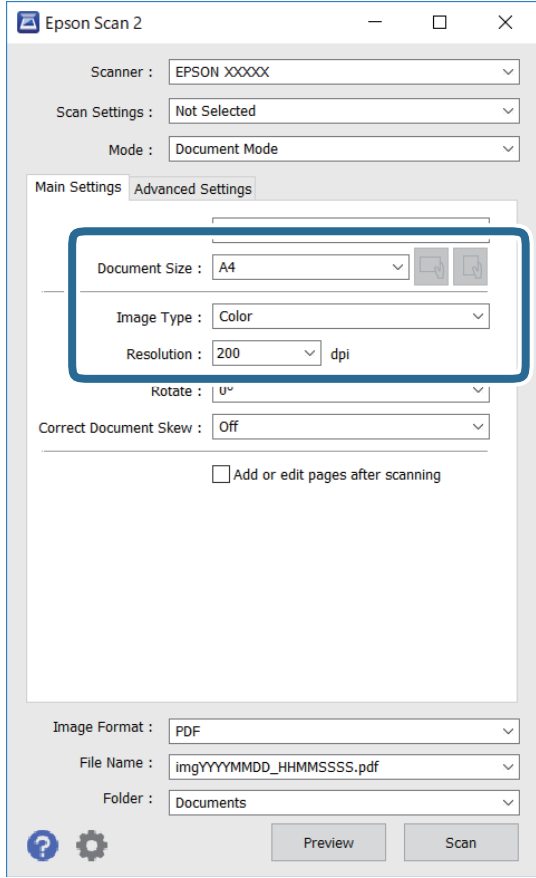 Epson Scan 2
Scanner : EPSON XXXXX
Scan Settings : Not Selected
Mode : Document Mode
Main Settings Advanced Settings
Document Size : A4
Image Type : Color
Resolution : 200 dpi
Rotate : 0°
Correct Document Skew : Off
Add or edit pages after scanning
Image Format : PDF
File Name : imgYYYYMMDD_HHMMSSSS.pdf
Folder : Documents
? Preview Scan